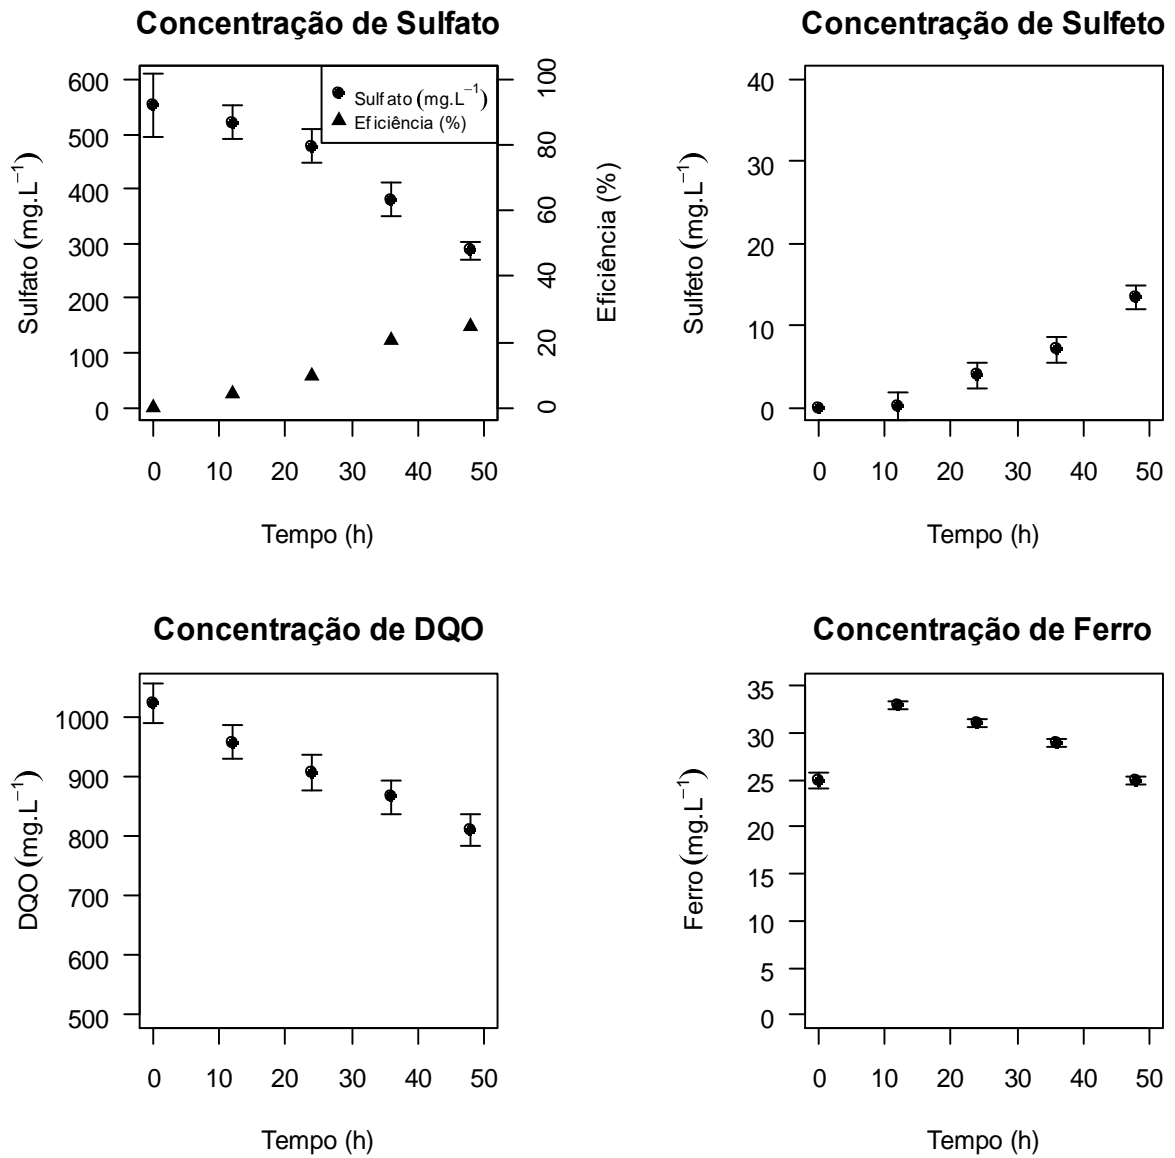 Concentração de Sulfato
600
500
400
300
200
100
0
Sulfato (mg.L⁻¹)
Sulfato (mg.L⁻¹)
Eficiência (%)
100
80
60
40
20
0
Eficiência (%)
0 10 20 30 40 50
Tempo (h)
Concentração de Sulfeto
40
30
20
10
0
Sulfeto (mg.L⁻¹)
0 10 20 30 40 50
Tempo (h)
Concentração de DQO
1000
900
800
700
600
500
DQO (mg.L⁻¹)
0 10 20 30 40 50
Tempo (h)
Concentração de Ferro
35
30
25
20
15
10
5
0
Ferro (mg.L⁻¹)
0 10 20 30 40 50
Tempo (h)